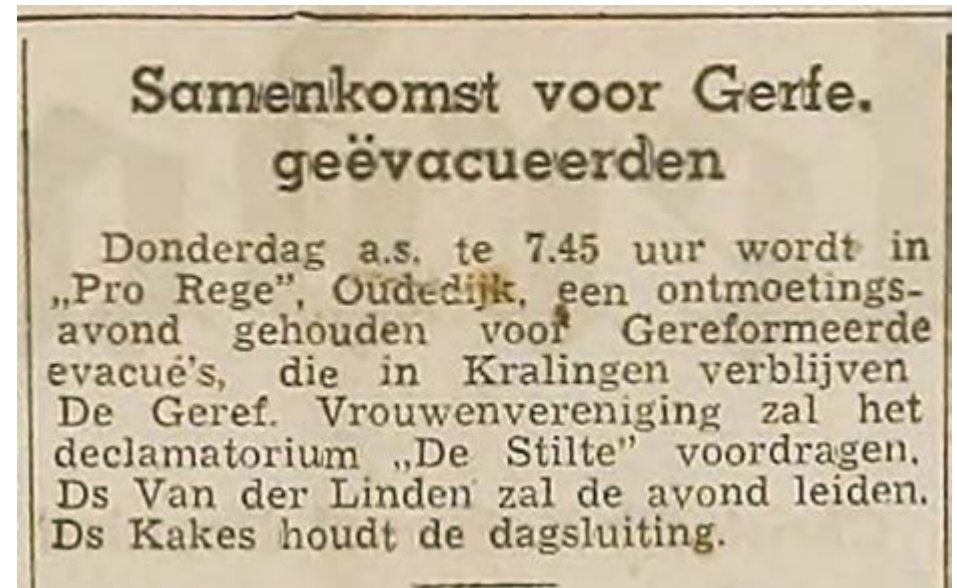 Samenkomst voor Gerfe.
geëvacueerden
Donderdag a.s. te 7.45 uur wordt in
„Pro Rege”, Oudedijk, een ontmoetings-
avond gehouden voor Gereformeerde
evacué's, die in Kralingen verblijven
De Geref. Vrouwenvereniging zal het
declamatorium „De Stilte” voordragen.
Ds Van der Linden zal de avond leiden.
Ds Kakes houdt de dagsluiting.